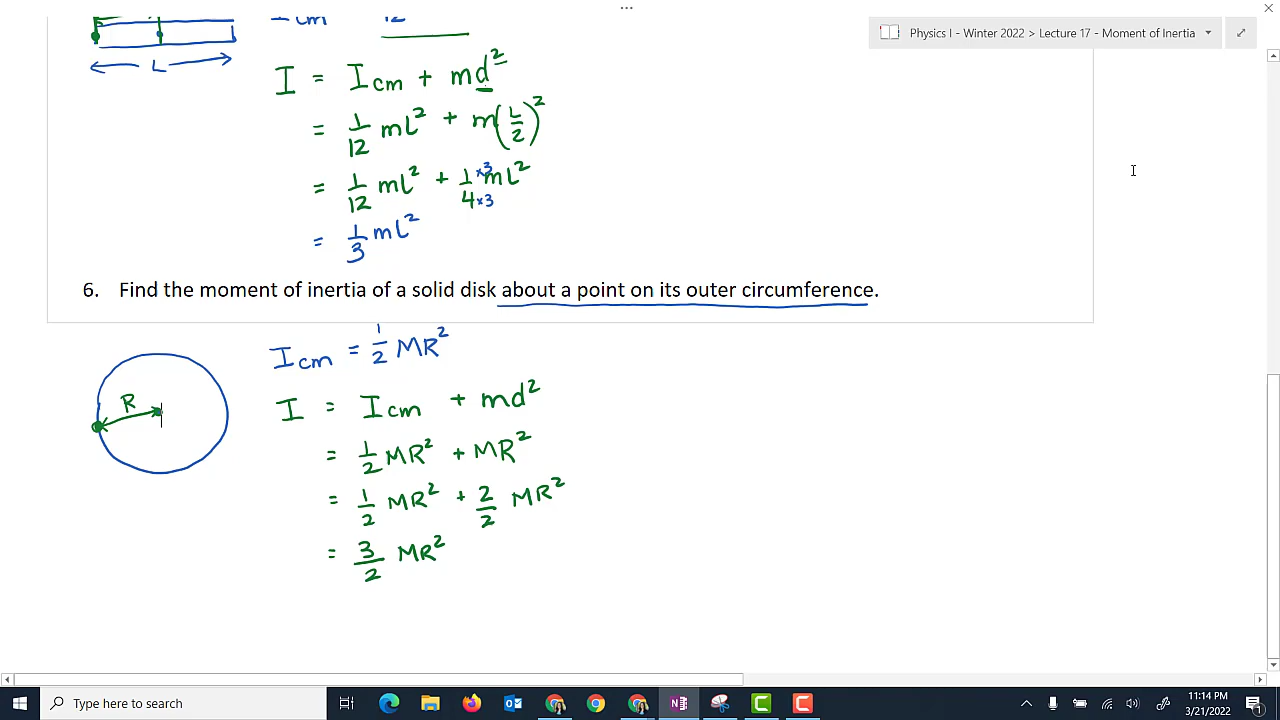 Physics I - Winter 2022 > Lecture 17 - Moment of Inertia
L
I = Icm + md²
= 1/12 mL² + m(L/2)²
= 1/12 mL² + 1×3/4×3 mL²
= 1/3 mL²
6. Find the moment of inertia of a solid disk about a point on its outer circumference.
Icm = 1/2 MR²
R
I = Icm + md²
= 1/2 MR² + MR²
= 1/2 MR² + 2/2 MR²
= 3/2 MR²
Type here to search
11:14 PM
3/21/2022